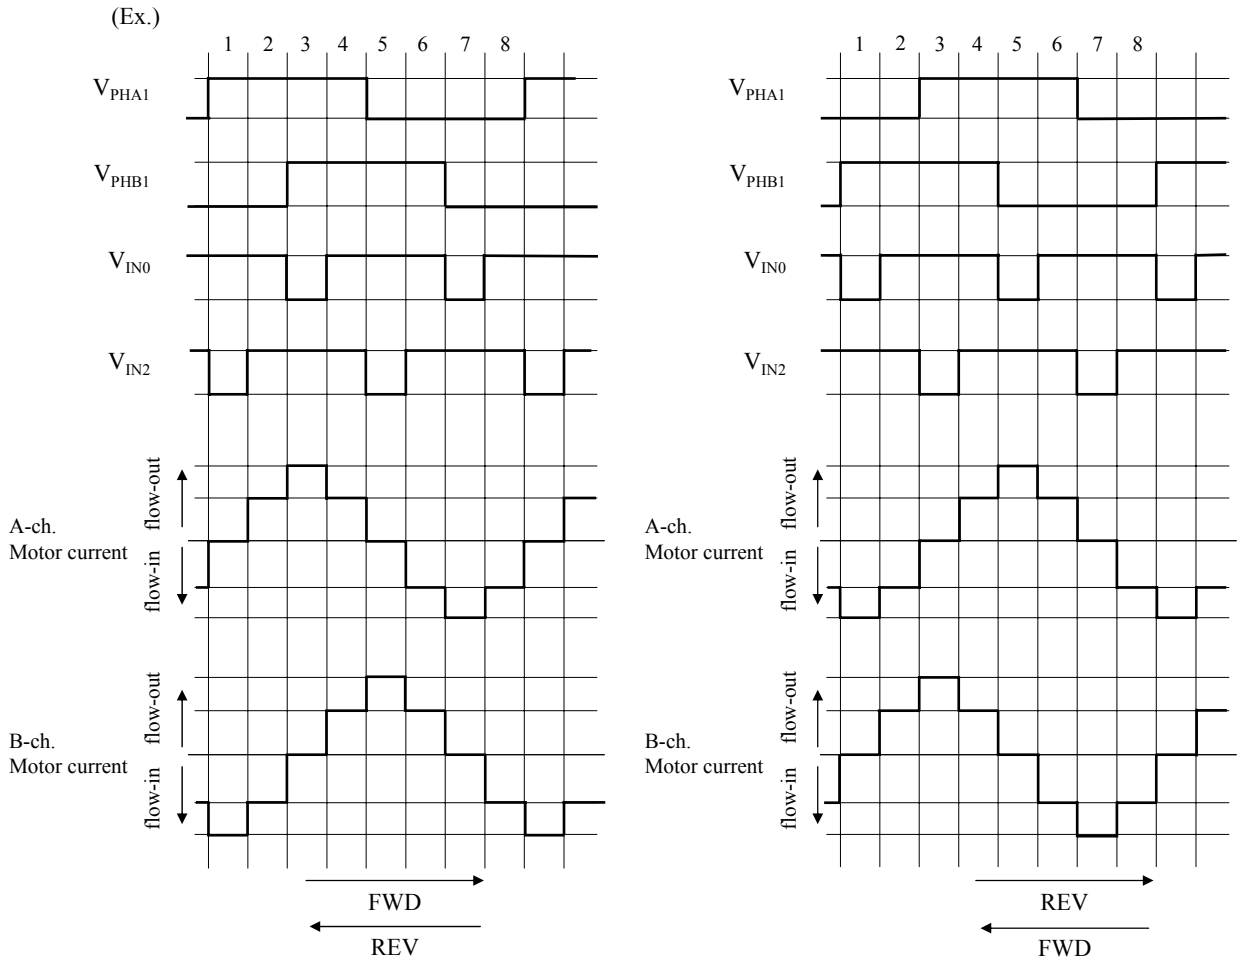 (Ex.)
1 2 3 4 5 6 7 8
VPHA1
VPHB1
VIN0
VIN2
flow-out
A-ch.
Motor current
flow-in
flow-out
B-ch.
Motor current
flow-in
FWD
REV
1 2 3 4 5 6 7 8
VPHA1
VPHB1
VIN0
VIN2
flow-out
A-ch.
Motor current
flow-in
flow-out
B-ch.
Motor current
flow-in
REV
FWD